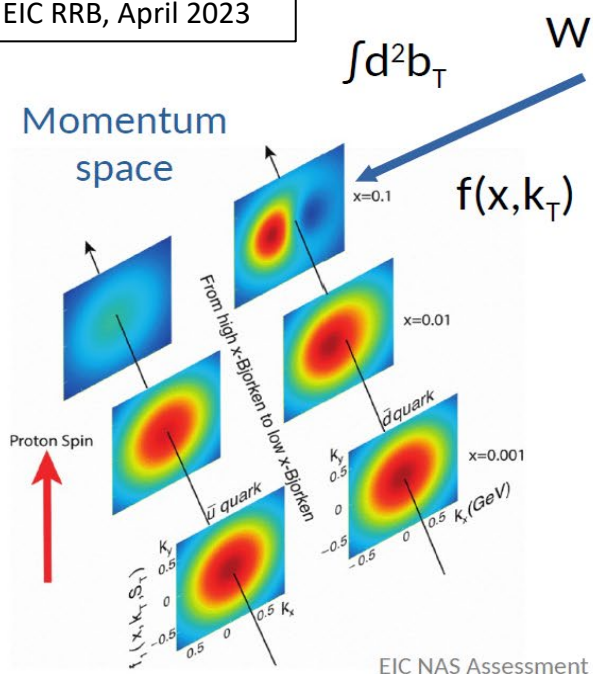 EIC RRB, April 2023
W
∫d²b_T
Momentum
space
x=0.1
f(x,k_T)
From high x-Bjorken to low x-Bjorken
x=0.01
Proton Spin
d̄ quark
x=0.001
ū quark
k_y
0.5
0
-0.5
-0.5
0
0.5
k_x(GeV)
k_y
0.5
0
-0.5
0.5
0
0.5
k_x
(x,k_T,S_T)
EIC NAS Assessment